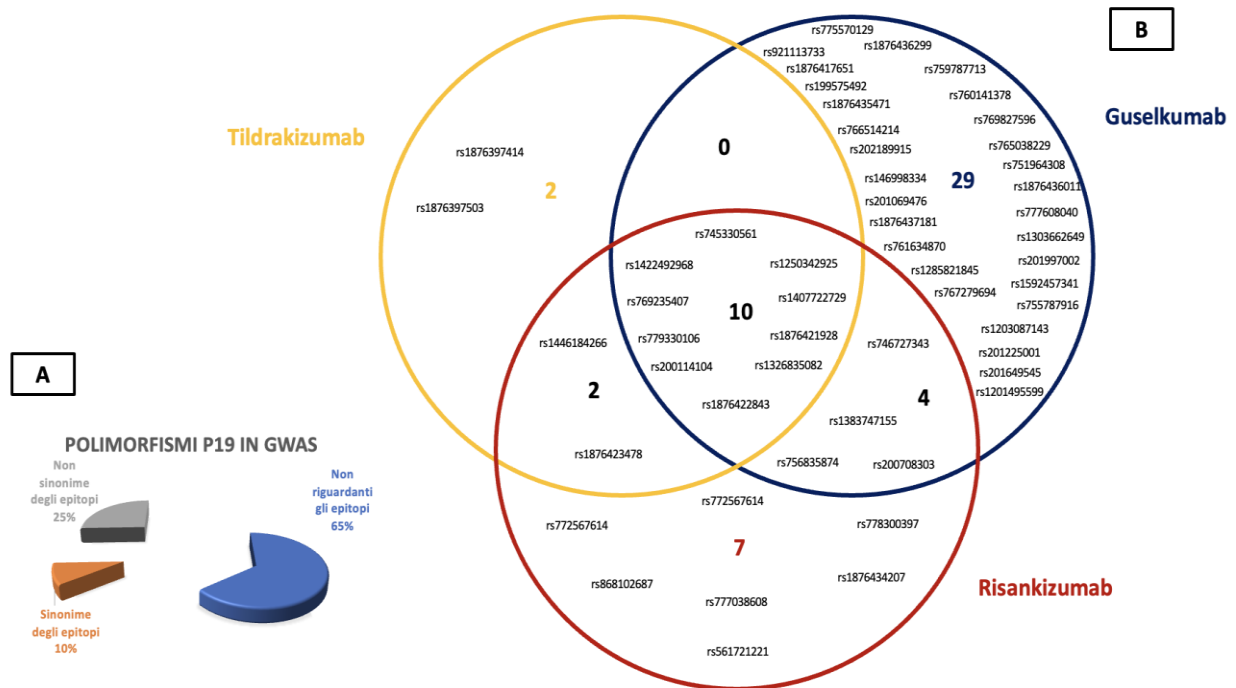 B
Guselkumab
Tildrakizumab
rs775570129
rs1876436299
rs921113733
rs1876417651
rs759787713
rs199575492
rs760141378
rs1876435471
rs769827596
rs766514214
rs765038229
rs202189915
rs751964308
rs146998334
29
rs1876436011
rs201069476
rs777608040
rs1876437181
rs1303662649
rs761634870
rs201997002
rs1285821845
rs1592457341
rs767279694
rs755787916
rs1203087143
rs201225001
rs201649545
rs1201495599
0
rs1876397414
2
rs1876397503
rs745330561
rs1422492968
rs1250342925
rs769235407
rs1407722729
10
rs779330106
rs1876421928
rs200114104
rs1326835082
rs1876422843
rs1446184266
2
rs1876423478
rs746727343
4
rs1383747155
rs756835874
rs200708303
rs772567614
rs772567614
rs778300397
7
rs868102687
rs1876434207
rs777038608
rs561721221
Risankizumab
A
POLIMORFISMI P19 IN GWAS
Non
sinonime
degli epitopi
25%
Non
riguardanti
gli epitopi
65%
Sinonime
degli epitopi
10%